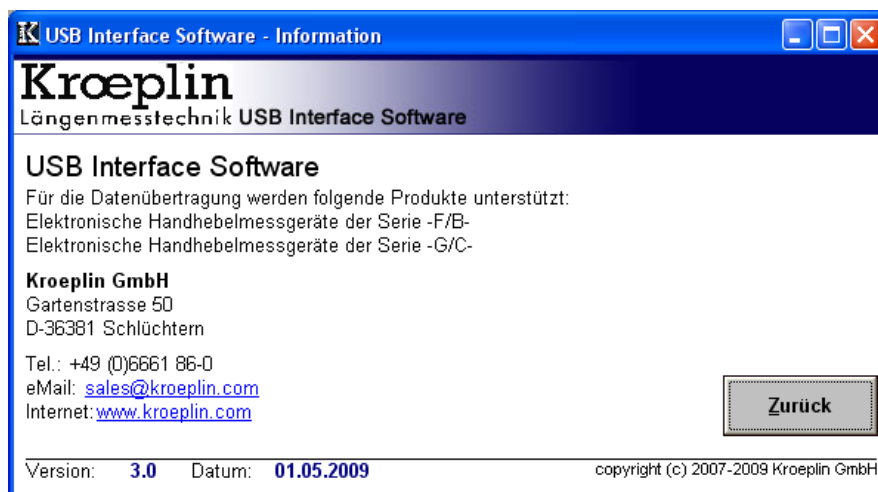 K USB Interface Software - Information
Kroeplin
Längenmesstechnik USB Interface Software
USB Interface Software
Für die Datenübertragung werden folgende Produkte unterstützt:
Elektronische Handhebelmessgeräte der Serie -F/B-
Elektronische Handhebelmessgeräte der Serie -G/C-
Kroeplin GmbH
Gartenstrasse 50
D-36381 Schlüchtern
Tel.: +49 (0)6661 86-0
eMail: sales@kroeplin.com
Internet: www.kroeplin.com
Zurück
Version: 3.0 Datum: 01.05.2009 copyright (c) 2007-2009 Kroeplin GmbH